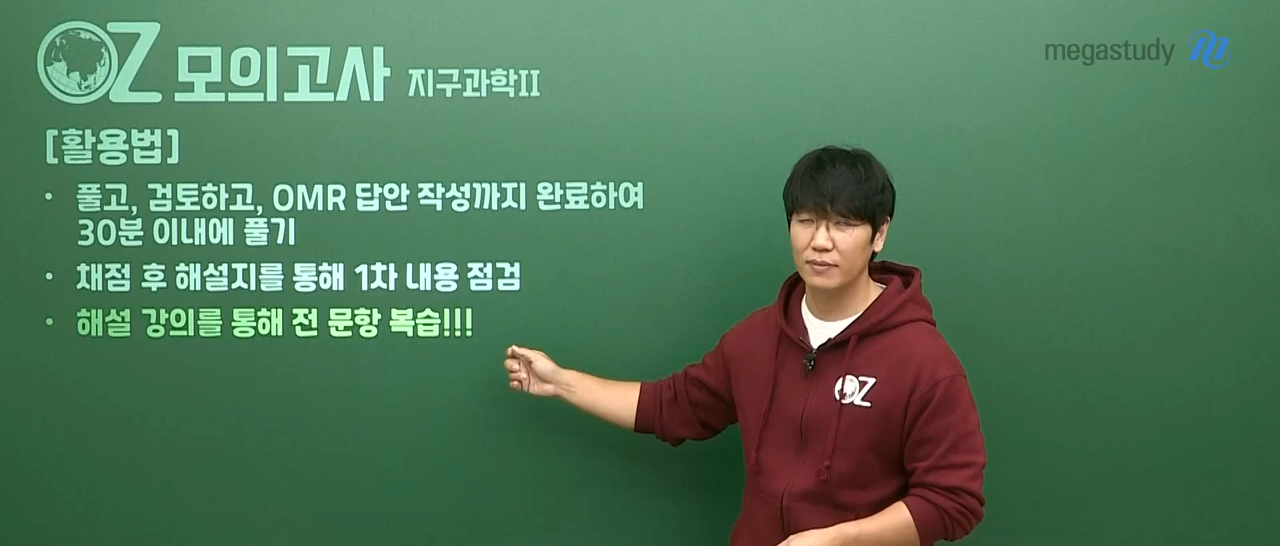 OZ 모의고사 지구과학II
megastudy
[활용법]
• 풀고, 검토하고, OMR 답안 작성까지 완료하여
30분 이내에 풀기
• 채점 후 해설지를 통해 1차 내용 점검
• 해설 강의를 통해 전 문항 복습!!!
OZ